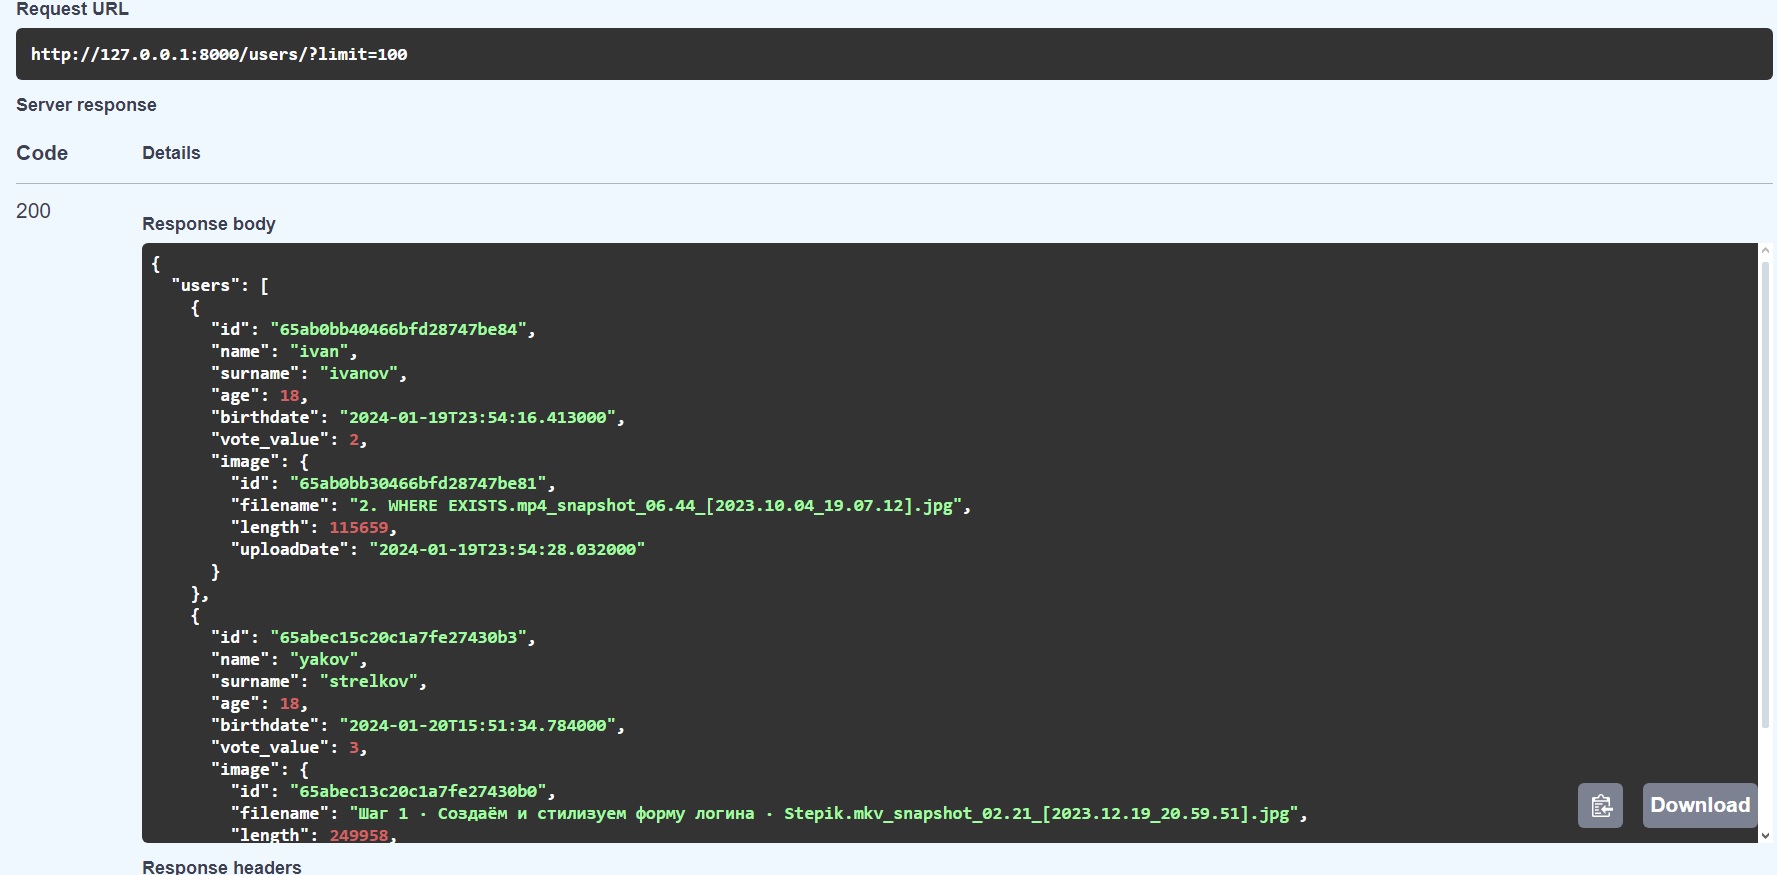 Request URL
http://127.0.0.1:8000/users/?limit=100
Server response
Code Details
200
Response body
{
"users": [
{
"id": "65ab0bb40466bfd28747be84",
"name": "ivan",
"surname": "ivanov",
"age": 18,
"birthdate": "2024-01-19T23:54:16.413000",
"vote_value": 2,
"image": {
"id": "65ab0bb30466bfd28747be81",
"filename": "2. WHERE EXISTS.mp4_snapshot_06.44_[2023.10.04_19.07.12].jpg",
"length": 115659,
"uploadDate": "2024-01-19T23:54:28.032000"
}
},
{
"id": "65abec15c20c1a7fe27430b3",
"name": "yakov",
"surname": "strelkov",
"age": 18,
"birthdate": "2024-01-20T15:51:34.784000",
"vote_value": 3,
"image": {
"id": "65abec13c20c1a7fe27430b0",
"filename": "Шаг 1 · Создаём и стилизуем форму логина · Stepik.mkv_snapshot_02.21_[2023.12.19_20.59.51].jpg",
"length": 249958,
Download
Response headers